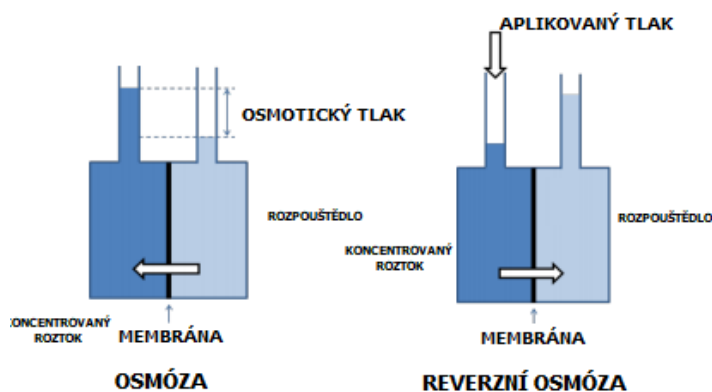 APLIKOVANÝ TLAK
OSMOTICKÝ TLAK
ROZPOUŠTĚDLO
ROZPOUŠTĚDLO
KONCENTROVANÝ
ROZTOK
KONCENTROVANÝ
ROZTOK
MEMBRÁNA
MEMBRÁNA
OSMÓZA
REVERZNÍ OSMÓZA